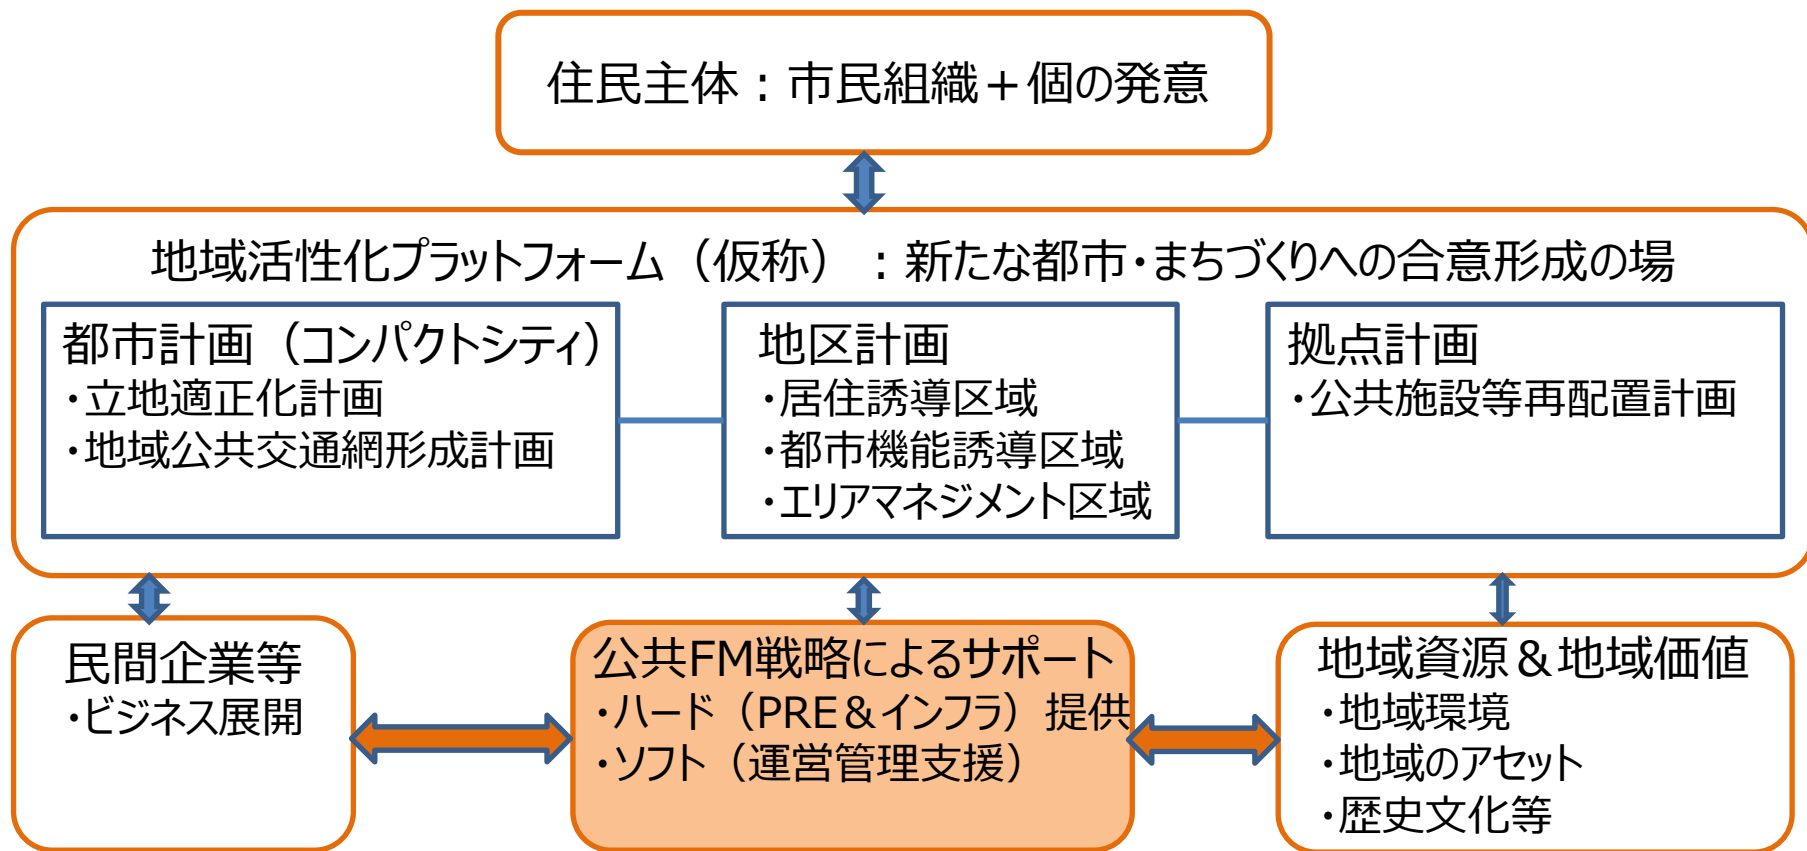 住民主体：市民組織＋個の発意
地域活性化プラットフォーム（仮称）：新たな都市・まちづくりへの合意形成の場
都市計画（コンパクトシティ）
・立地適正化計画
・地域公共交通網形成計画
地区計画
・居住誘導区域
・都市機能誘導区域
・エリアマネジメント区域
拠点計画
・公共施設等再配置計画
民間企業等
・ビジネス展開
公共FM戦略によるサポート
・ハード（PRE＆インフラ）提供
・ソフト（運営管理支援）
地域資源＆地域価値
・地域環境
・地域のアセット
・歴史文化等